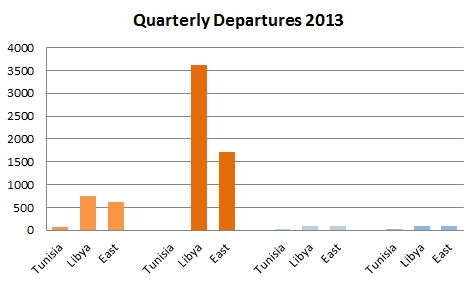 Quarterly Departures 2013
4000
3500
3000
2500
2000
1500
1000
500
0
Tunisia
Libya
East
Tunisia
Libya
East
Tunisia
Libya
East
Tunisia
Libya
East